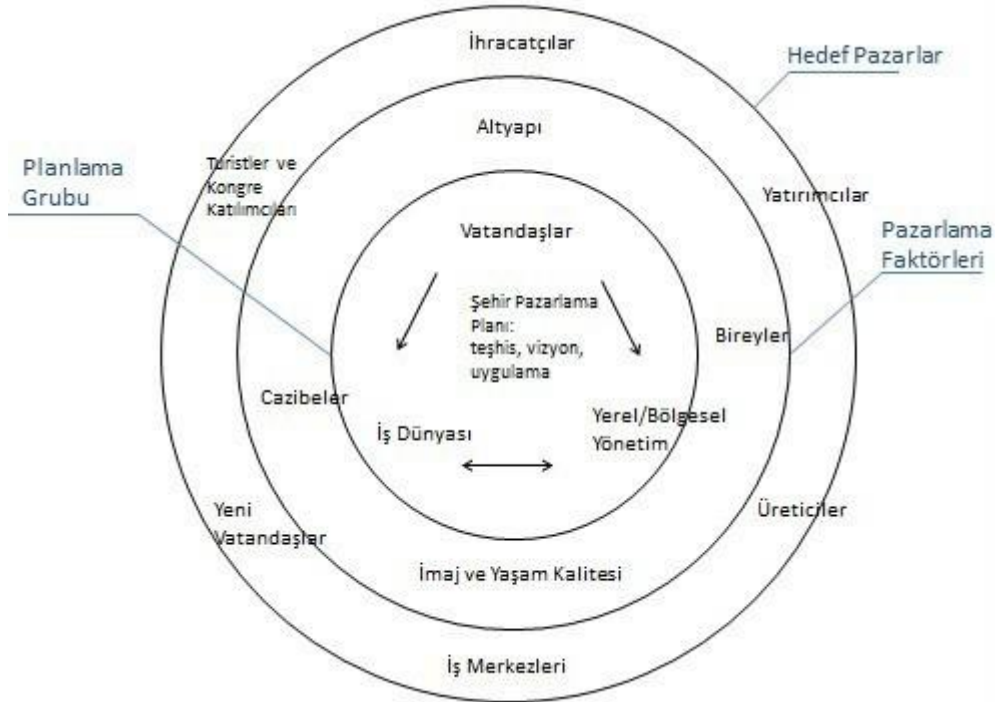 İhracatçılar
Hedef Pazarlar
Altyapı
Turistler ve
Kongre
Katılımcıları
Planlama
Grubu
Yatırımcılar
Vatandaşlar
Pazarlama
Faktörleri
Şehir Pazarlama
Planı:
teşhis, vizyon,
uygulama
Bireyler
Cazibeler
İş Dünyası
Yerel/Bölgesel
Yönetim
Yeni
Vatandaşlar
Üreticiler
İmaj ve Yaşam Kalitesi
İş Merkezleri